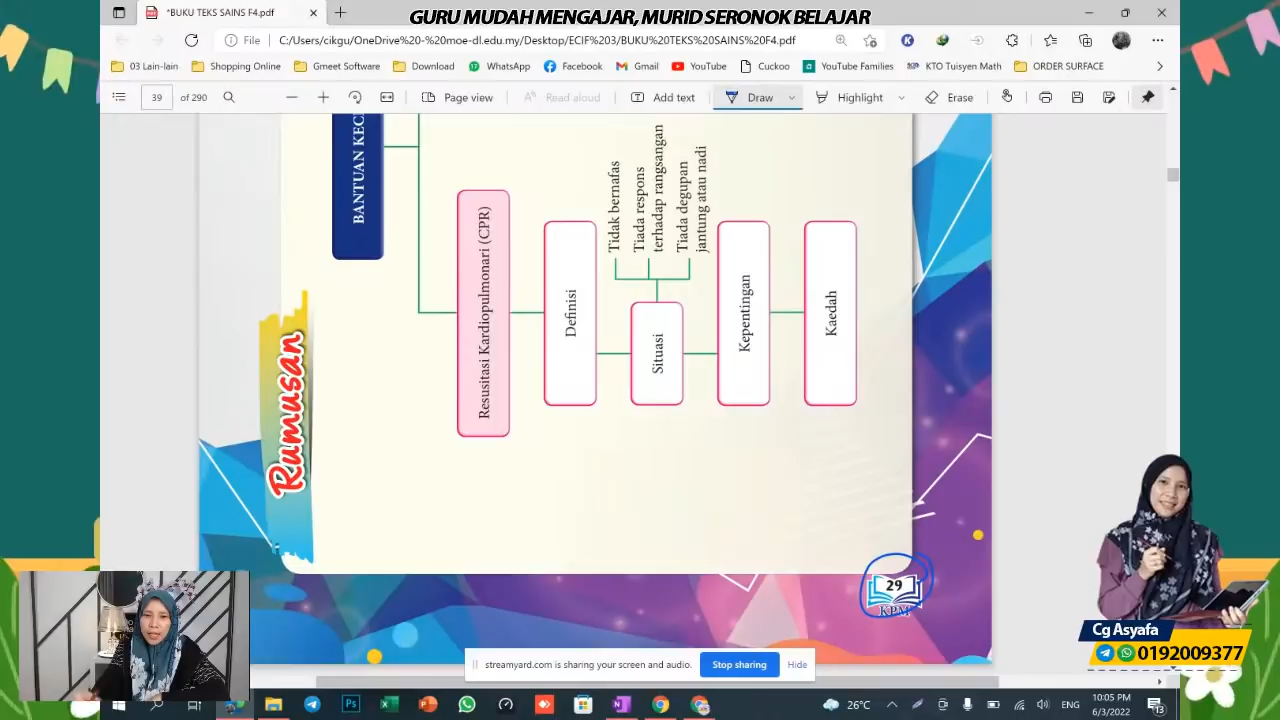 GURU MUDAH MENGAJAR, MURID SERONOK BELAJAR
*BUKU TEKS SAINS F4.pdf
File
C:/Users/cikgu/OneDrive%20-%20moe-dl.edu.my/Desktop/ECIF%203/BUKU%20TEKS%20SAINS%20F4.pdf
03 Lain-lain
Shopping Online
Gmeet Software
Download
WhatsApp
Facebook
Gmail
YouTube
Cuckoo
YouTube Families
KTO Tuisyen Math
ORDER SURFACE
39
of 290
Page view
Read aloud
Add text
Draw
Highlight
Erase
Rumusan
BANTUAN KEC
Resusitasi Kardiopulmonari (CPR)
Definisi
Situasi
Tidak bernafas
Tiada respons
terhadap rangsangan
Tiada degupan
jantung atau nadi
Kepentingan
Kaedah
29
KPM
Cg Asyafa
0192009377
streamyard.com is sharing your screen and audio.
Stop sharing
Hide
26°C
ENG
10:05 PM
6/3/2022
13